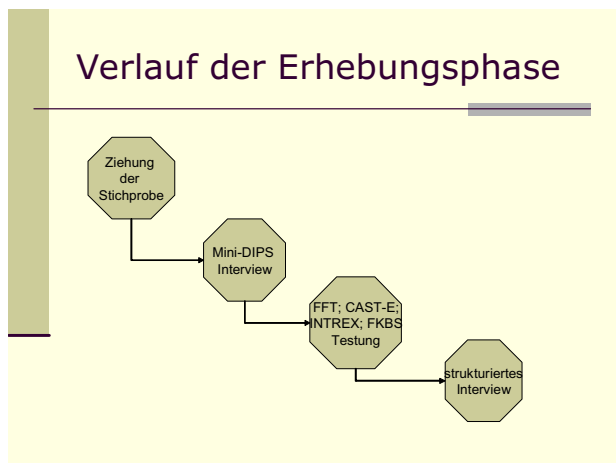 Verlauf der Erhebungsphase
Ziehung
der
Stichprobe
Mini-DIPS
Interview
FFT; CAST-E;
INTREX; FKBS
Testung
strukturiertes
Interview